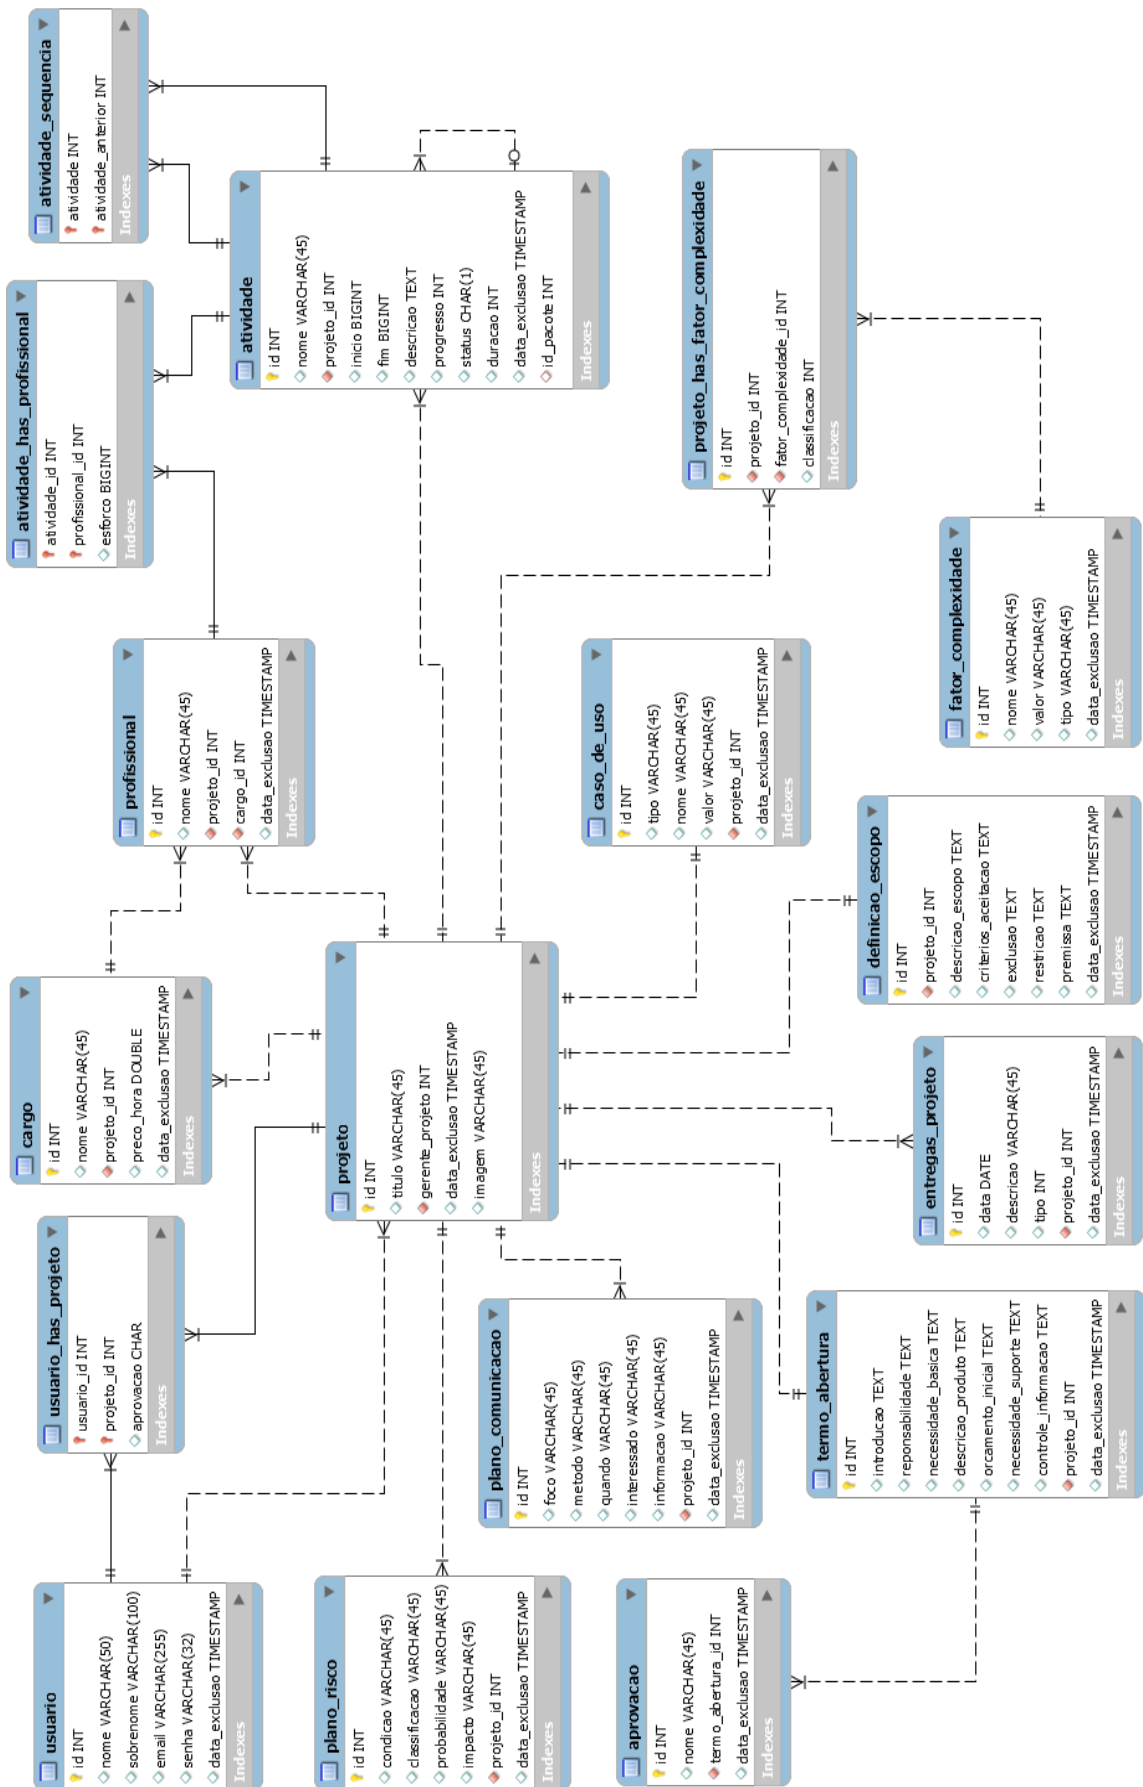 usuario
id INT
nome VARCHAR(50)
sobrenome VARCHAR(100)
email VARCHAR(255)
senha VARCHAR(32)
data_exclusao TIMESTAMP
Indexes
usuario_has_projeto
usuario_id INT
projeto_id INT
aprovacao CHAR
Indexes
cargo
id INT
nome VARCHAR(45)
projeto_id INT
preco_hora DOUBLE
data_exclusao TIMESTAMP
Indexes
profissional
id INT
nome VARCHAR(45)
projeto_id INT
cargo_id INT
data_exclusao TIMESTAMP
Indexes
atividade_has_profissional
atividade_id INT
profissional_id INT
esforco BIGINT
Indexes
atividade_sequencia
atividade INT
atividade_anterior INT
Indexes
plano_risco
id INT
condicao VARCHAR(45)
classificacao VARCHAR(45)
probabilidade VARCHAR(45)
impacto VARCHAR(45)
projeto_id INT
data_exclusao TIMESTAMP
Indexes
projeto
id INT
titulo VARCHAR(45)
gerente_projeto INT
data_exclusao TIMESTAMP
imagem VARCHAR(45)
Indexes
atividade
id INT
nome VARCHAR(45)
projeto_id INT
inicio BIGINT
fim BIGINT
descricao TEXT
progresso INT
status CHAR(1)
duracao INT
data_exclusao TIMESTAMP
id_pacote INT
Indexes
plano_comunicacao
id INT
foco VARCHAR(45)
metodo VARCHAR(45)
quando VARCHAR(45)
interessado VARCHAR(45)
informacao VARCHAR(45)
projeto_id INT
data_exclusao TIMESTAMP
Indexes
caso_de_uso
id INT
tipo VARCHAR(45)
nome VARCHAR(45)
valor VARCHAR(45)
projeto_id INT
data_exclusao TIMESTAMP
Indexes
projeto_has_fator_complexidade
id INT
projeto_id INT
fator_complexidade_id INT
classificacao INT
Indexes
aprovacao
id INT
nome VARCHAR(45)
termo_abertura_id INT
data_exclusao TIMESTAMP
Indexes
termo_abertura
id INT
introducao TEXT
reponsabilidade TEXT
necessidade_basica TEXT
descricao_produto TEXT
orcamento_inicial TEXT
necessidade_suporte TEXT
controle_informacao TEXT
projeto_id INT
data_exclusao TIMESTAMP
Indexes
entregas_projeto
id INT
data DATE
descricao VARCHAR(45)
tipo INT
projeto_id INT
data_exclusao TIMESTAMP
Indexes
definicao_escopo
id INT
projeto_id INT
descricao_escopo TEXT
criterios_aceitacao TEXT
exclusao TEXT
restricao TEXT
premissa TEXT
data_exclusao TIMESTAMP
Indexes
fator_complexidade
id INT
nome VARCHAR(45)
valor VARCHAR(45)
tipo VARCHAR(45)
data_exclusao TIMESTAMP
Indexes